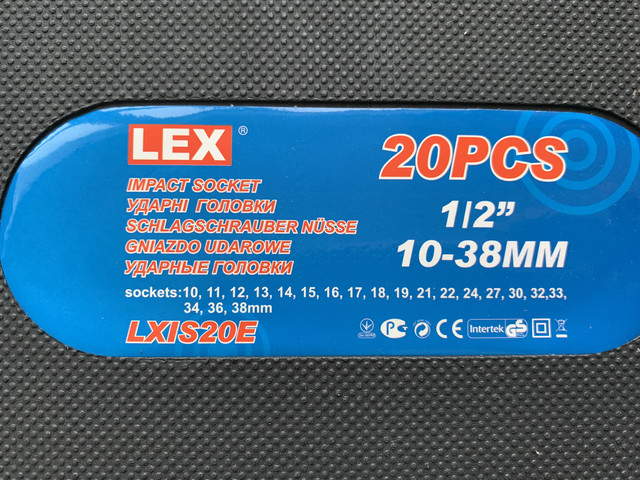 LEX ®
20PCS
IMPACT SOCKET
УДАРНІ ГОЛОВКИ
SCHLAGSCHRAUBER NÜSSE
GNIAZDO UDAROWE
УДАРНЫЕ ГОЛОВКИ
1/2”
10-38MM
sockets:10, 11, 12, 13, 14, 15, 16, 17, 18, 19, 21, 22, 24, 27, 30, 32,33,
34, 36, 38mm
LXIS20E
CE Intertek GS